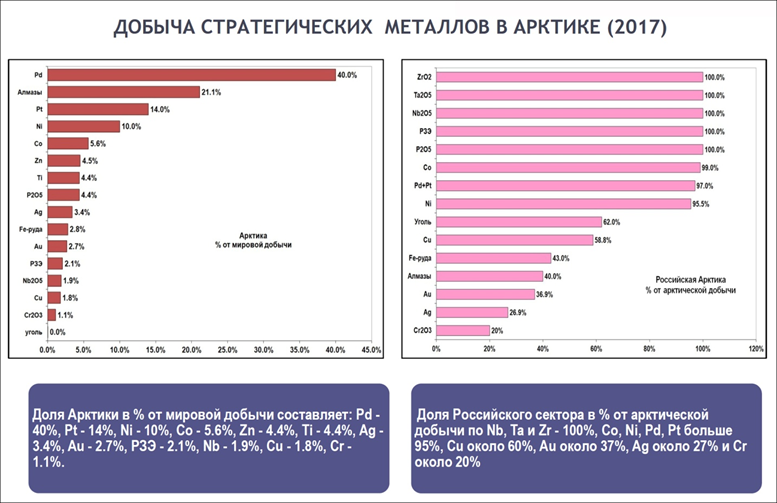 ДОБЫЧА СТРАТЕГИЧЕСКИХ МЕТАЛЛОВ В АРКТИКЕ (2017)
Pd 40.0%
Алмазы 21.1%
Pt 14.0%
Ni 10.0%
Co 5.6%
Zn 4.5%
Ti 4.4%
P2O5 4.4%
Ag 3.4%
Fe-руда 2.8%
Au 2.7%
РЗЭ 2.1%
Nb2O5 1.9%
Cu 1.8%
Cr2O3 1.1%
уголь 0.0%
Арктика
% от мировой добычи
0.0% 5.0% 10.0% 15.0% 20.0% 25.0% 30.0% 35.0% 40.0% 45.0%
ZrO2 100.0%
Ta2O5 100.0%
Nb2O5 100.0%
РЗЭ 100.0%
P2O5 100.0%
Co 99.0%
Pd+Pt 97.0%
Ni 95.5%
Уголь 62.0%
Cu 58.8%
Fe-руда 43.0%
Алмазы 40.0%
Au 36.9%
Ag 26.9%
Cr2O3 20%
Российская Арктика
% от арктической добычи
0% 20% 40% 60% 80% 100% 120%
Доля Арктики в % от мировой добычи составляет: Pd -
40%, Pt - 14%, Ni - 10%, Co - 5.6%, Zn - 4.4%, Ti - 4.4%, Ag -
3.4%, Au - 2.7%, РЗЭ - 2.1%, Nb - 1.9%, Cu - 1.8%, Cr -
1.1%.
Доля Российского сектора в % от арктической
добычи по Nb, Ta и Zr - 100%, Co, Ni, Pd, Pt больше
95%, Cu около 60%, Au около 37%, Ag около 27% и Cr
около 20%